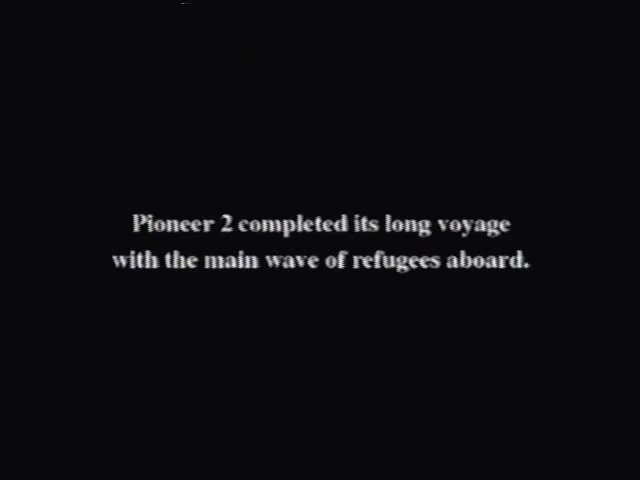 Pioneer 2 completed its long voyage
with the main wave of refugees aboard.